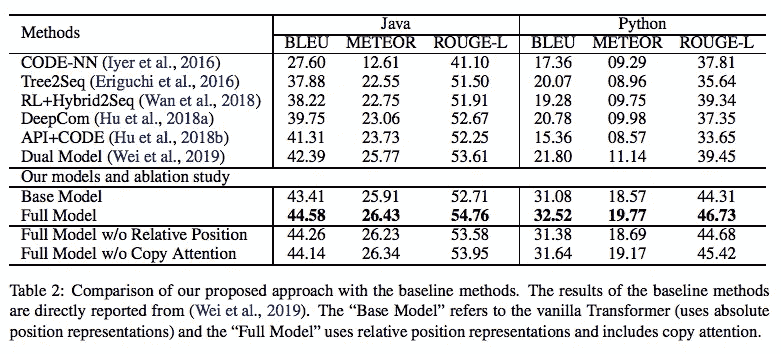 Methods Java Python
BLEU METEOR ROUGE-L BLEU METEOR ROUGE-L
CODE-NN (Iyer et al., 2016) 27.60 12.61 41.10 17.36 09.29 37.81
Tree2Seq (Eriguchi et al., 2016) 37.88 22.55 51.50 20.07 08.96 35.64
RL+Hybrid2Seq (Wan et al., 2018) 38.22 22.75 51.91 19.28 09.75 39.34
DeepCom (Hu et al., 2018a) 39.75 23.06 52.67 20.78 09.98 37.35
API+CODE (Hu et al., 2018b) 41.31 23.73 52.25 15.36 08.57 33.65
Dual Model (Wei et al., 2019) 42.39 25.77 53.61 21.80 11.14 39.45
Our models and ablation study
Base Model 43.41 25.91 52.71 31.08 18.57 44.31
Full Model 44.58 26.43 54.76 32.52 19.77 46.73
Full Model w/o Relative Position 44.26 26.23 53.58 31.38 18.69 44.68
Full Model w/o Copy Attention 44.14 26.34 53.95 31.64 19.17 45.42
Table 2: Comparison of our proposed approach with the baseline methods. The results of the baseline methods
are directly reported from (Wei et al., 2019). The “Base Model” refers to the vanilla Transformer (uses absolute
position representations) and the “Full Model” uses relative position representations and includes copy attention.